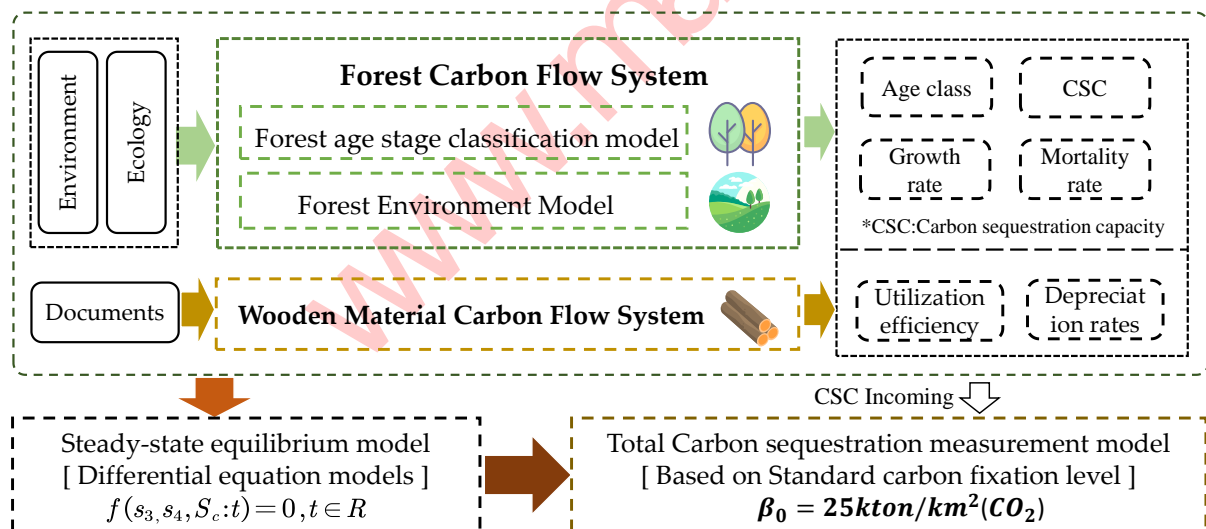 Environment
Ecology
Forest Carbon Flow System
Forest age stage classification model
Forest Environment Model
Age class
CSC
Growth
rate
Mortality
rate
*CSC:Carbon sequestration capacity
Documents
Wooden Material Carbon Flow System
Utilization
efficiency
Depreciat
ion rates
CSC Incoming
Steady-state equilibrium model
[ Differential equation models ]
f(s₃,s₄,S_c:t)=0,t∈R
Total Carbon sequestration measurement model
[ Based on Standard carbon fixation level ]
β₀ = 25kton/km²(CO₂)